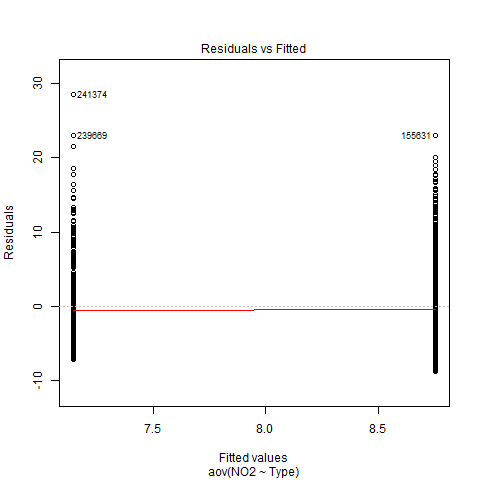 Residuals vs Fitted
Residuals
30
20
10
0
-10
241374
239669
155631
7.5 8.0 8.5
Fitted values
aov(NO2 ~ Type)